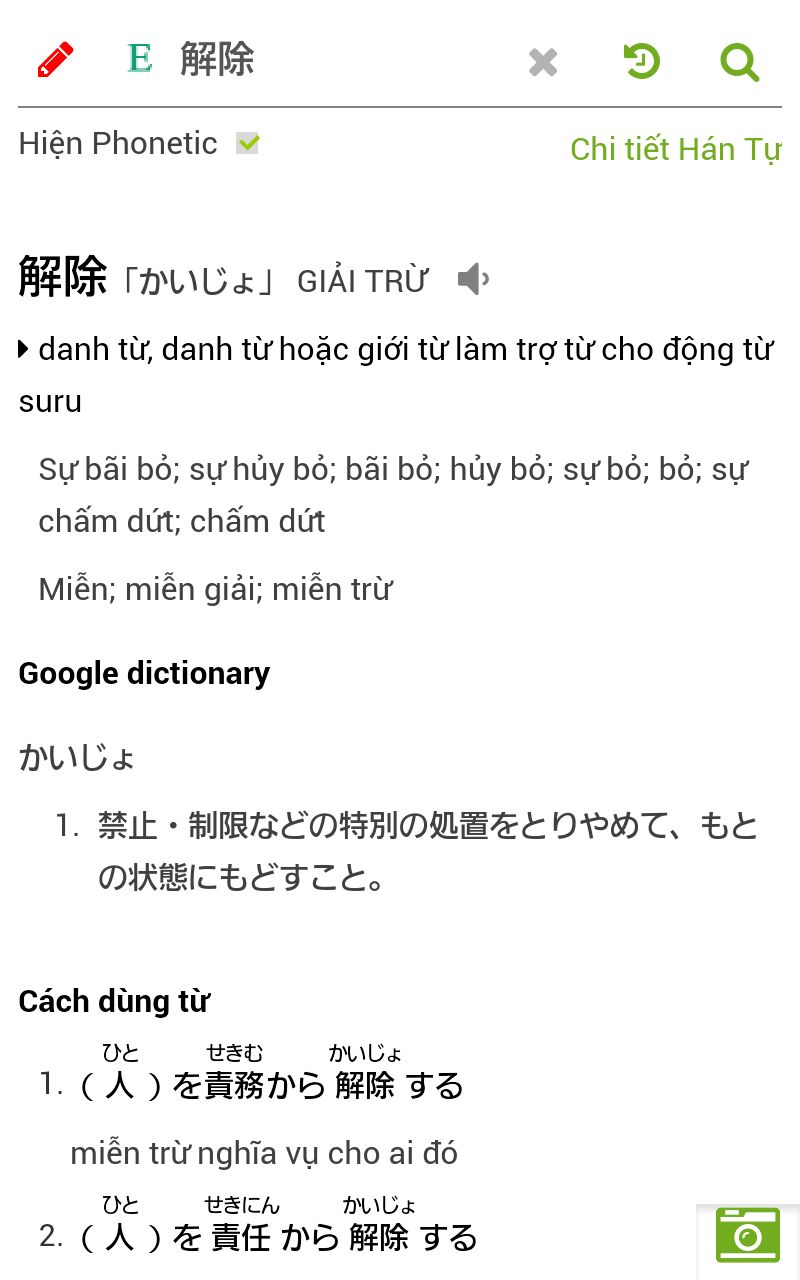 E 解除
Hiện Phonetic
Chi tiết Hán Tự
解除「かいじょ」 GIẢI TRỪ
danh từ, danh từ hoặc giới từ làm trợ từ cho động từ
suru
Sự bãi bỏ; sự hủy bỏ; bãi bỏ; hủy bỏ; sự bỏ; bỏ; sự
chấm dứt; chấm dứt
Miễn; miễn giải; miễn trừ
Google dictionary
かいじょ
1. 禁止・制限などの特別の処置をとりやめて、もと
の状態にもどすこと。
Cách dùng từ
ひと せきむ かいじょ
1. ( 人 ) を責務から 解除 する
miễn trừ nghĩa vụ cho ai đó
ひと せきにん かいじょ
2. ( 人 ) を 責任 から 解除 する